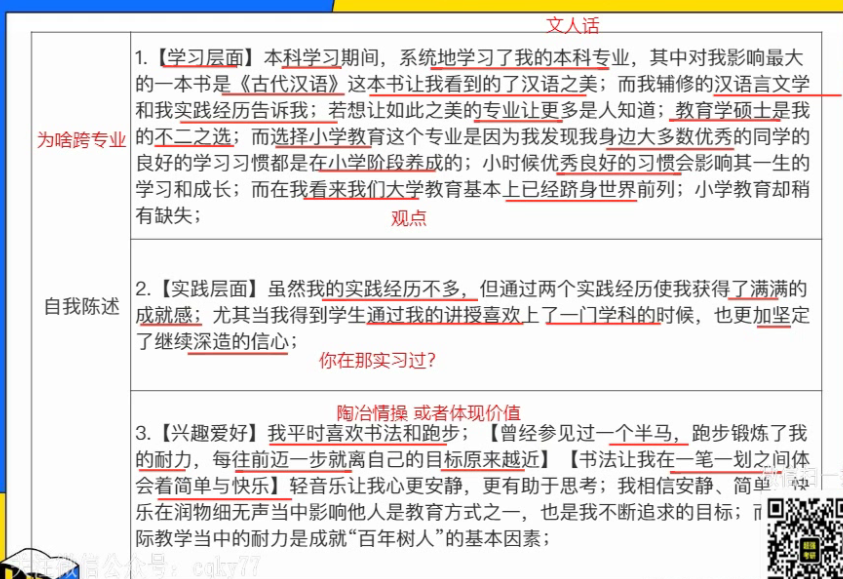 文人话
1.【学习层面】本科学习期间，系统地学习了我的本科专业，其中对我影响最大
的一本书是《古代汉语》这本书让我看到的了汉语之美；而我辅修的汉语言文学
和我实践经历告诉我；若想让如此之美的专业让更多是人知道；教育学硕士是我
为啥跨专业
的不二之选；而选择小学教育这个专业是因为我发现我身边大多数优秀的同学的
良好的学习习惯都是在小学阶段养成的；小时候优秀良好的习惯会影响其一生的
学习和成长；而在我看来我们大学教育基本上已经跻身世界前列；小学教育却稍
有缺失；
观点
自我陈述
2.【实践层面】虽然我的实践经历不多，但通过两个实践经历使我获得了满满的
成就感；尤其当我得到学生通过我的讲授喜欢上了一门学科的时候，也更加坚定
了继续深造的信心；
你在那实习过？
陶冶情操 或者体现价值
3.【兴趣爱好】我平时喜欢书法和跑步；【曾经参见过一个半马，跑步锻炼了我
的耐力，每往前迈一步就离自己的目标原来越近】【书法让我在一笔一划之间体
会着简单与快乐】轻音乐让我心更安静，更有助于思考；我相信安静、简单、快
乐在润物细无声当中影响他人是教育方式之一，也是我不断追求的目标；而
际教学当中的耐力是成就“百年树人”的基本因素；
微信扫一
关注微信公众号：cqky77